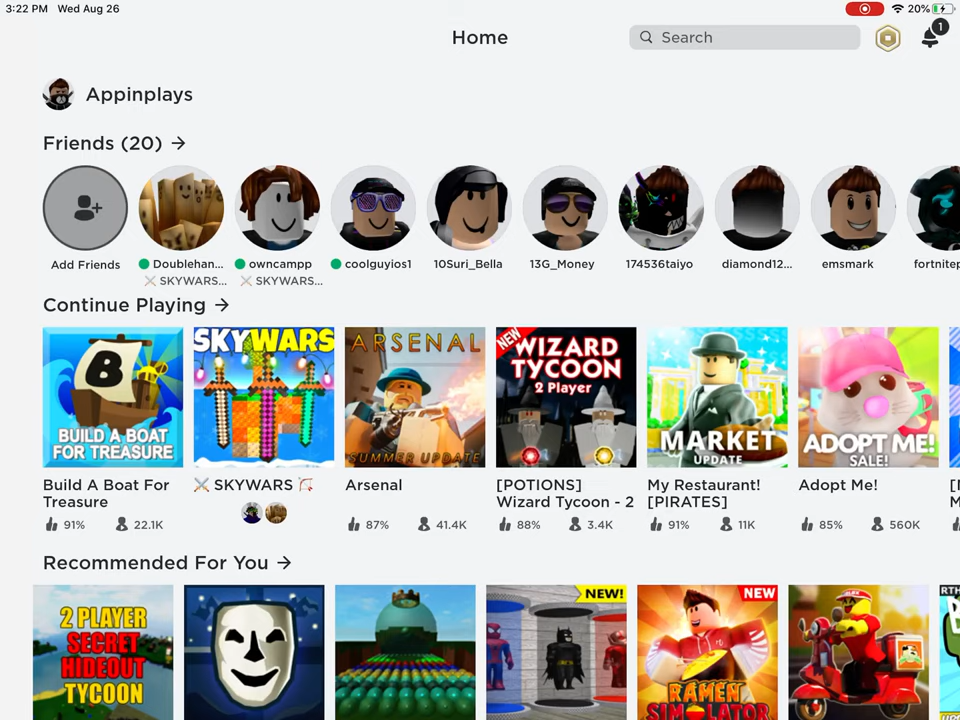 3:22 PM Wed Aug 26
20%
Home
Search
1
Appinplays
Friends (20) →
Add Friends
Doublehan...
SKYWARS...
owncampp
SKYWARS...
coolguyios1
10Suri_Bella
13G_Money
174536taiyo
diamond12...
emsmark
fortnitep
Continue Playing →
B
BUILD A BOAT
FOR TREASURE
SKYWARS
ARSENAL
SUMMER UPDATE
NEW
WIZARD
TYCOON
2 Player
MARKET
UPDATE
ADOPT ME!
SALE!
Build A Boat For
Treasure
91% 22.1K
⚔️ SKYWARS 🏹
Arsenal
87% 41.4K
[POTIONS]
Wizard Tycoon - 2
88% 3.4K
My Restaurant!
[PIRATES]
91% 11K
Adopt Me!
85% 560K
Recommended For You →
2 PLAYER
SECRET
HIDEOUT
TYCOON
NEW!
NEW
RAMEN
SIMULATOR